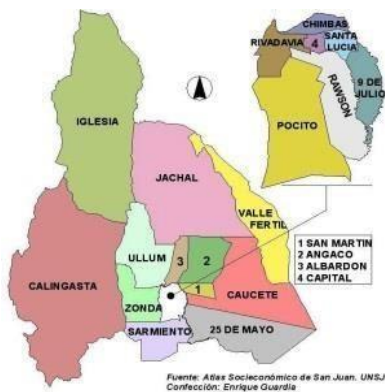 CHIMBAS
RIVADAVIA
4
SANTA
LUCIA
9 DE
JULIO
RAWSON
POCITO
IGLESIA
JACHAL
VALLE
FERTIL
1 SAN MARTIN
2 ANGACO
3 ALBARDON
4 CAPITAL
ULLUM
3
2
1
CALINGASTA
CAUCETE
ZONDA
SARMIENTO
25 DE MAYO
Fuente: Atlas Socioeconómico de San Juan. UNSJ
Confección: Enrique Guardia